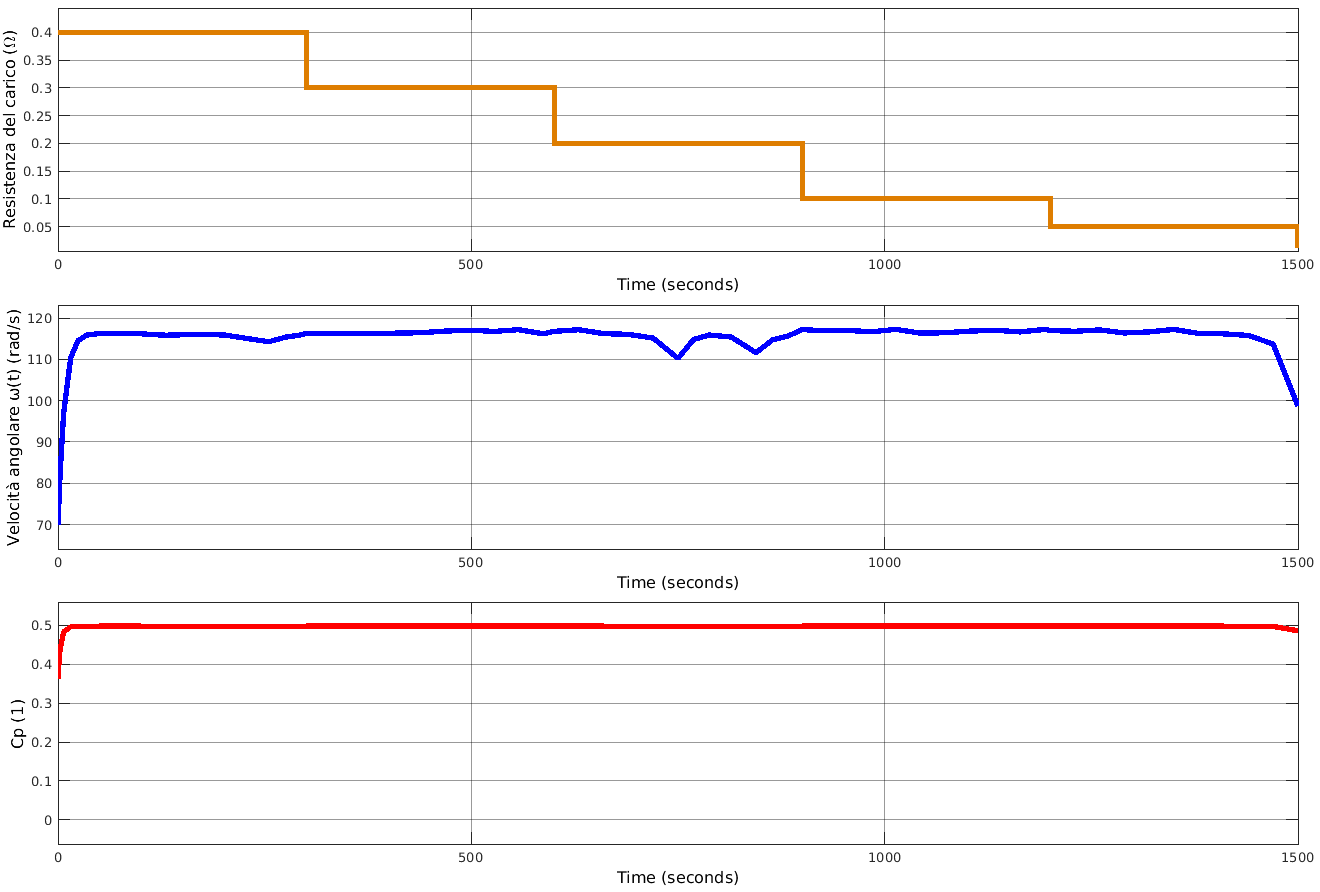 Resistenza del carico (Ω)
0.4
0.35
0.3
0.25
0.2
0.15
0.1
0.05
0 500 1000 1500
Time (seconds)
Velocità angolare ω(t) (rad/s)
120
110
100
90
80
70
0 500 1000 1500
Time (seconds)
Cp (1)
0.5
0.4
0.3
0.2
0.1
0
0 500 1000 1500
Time (seconds)